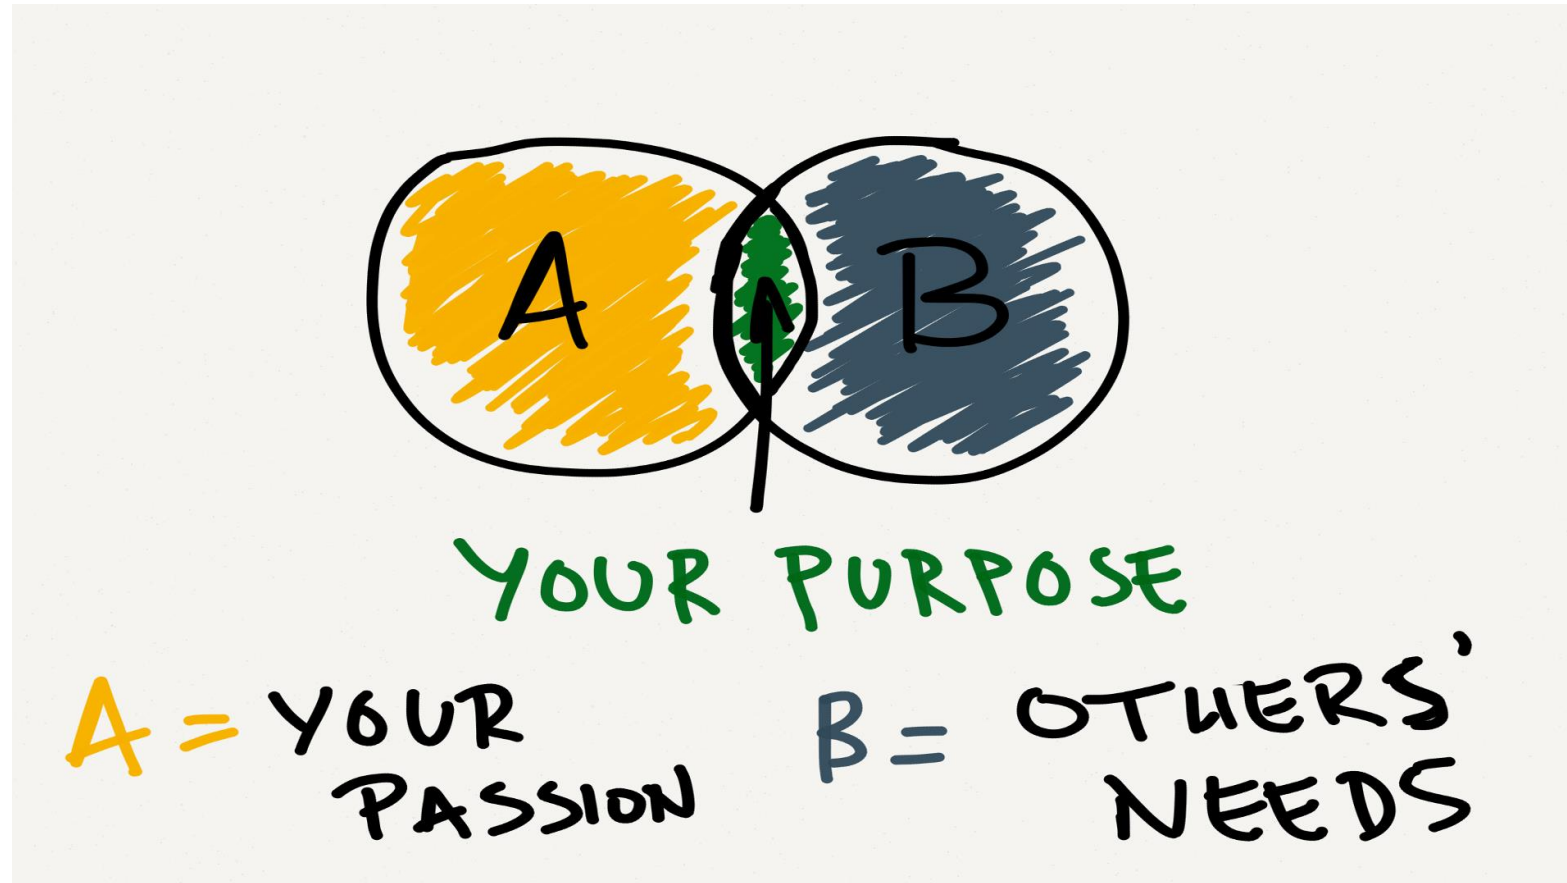 A
B
YOUR PURPOSE
A = YOUR
PASSION
B = OTHERS'
NEEDS